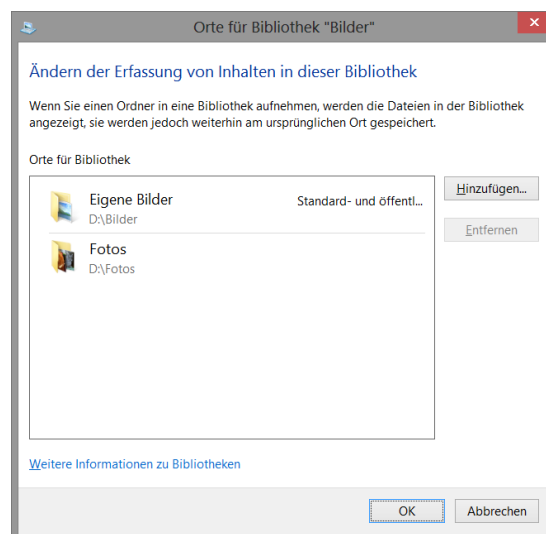 Orte für Bibliothek "Bilder"
Ändern der Erfassung von Inhalten in dieser Bibliothek
Wenn Sie einen Ordner in eine Bibliothek aufnehmen, werden die Dateien in der Bibliothek
angezeigt, sie werden jedoch weiterhin am ursprünglichen Ort gespeichert.
Orte für Bibliothek
Eigene Bilder Standard- und öffentl...
D:\Bilder
Fotos
D:\Fotos
Hinzufügen...
Entfernen
Weitere Informationen zu Bibliotheken
OK Abbrechen